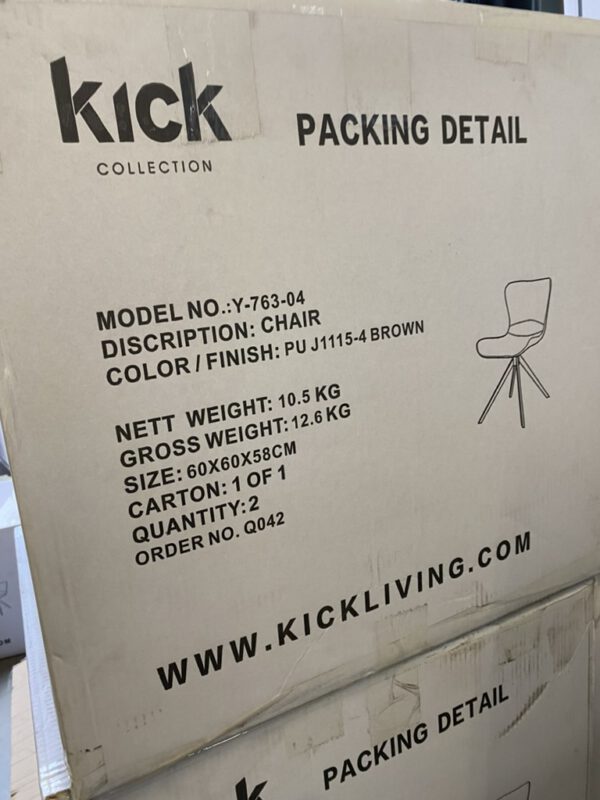 kick
COLLECTION
PACKING DETAIL
MODEL NO.:Y-763-04
DISCRIPTION: CHAIR
COLOR / FINISH: PU J1115-4 BROWN
NETT WEIGHT: 10.5 KG
GROSS WEIGHT: 12.6 KG
SIZE: 60X60X58CM
CARTON: 1 OF 1
QUANTITY: 2
ORDER NO. Q042
WWW.KICKLIVING.COM
k
PACKING DETAIL